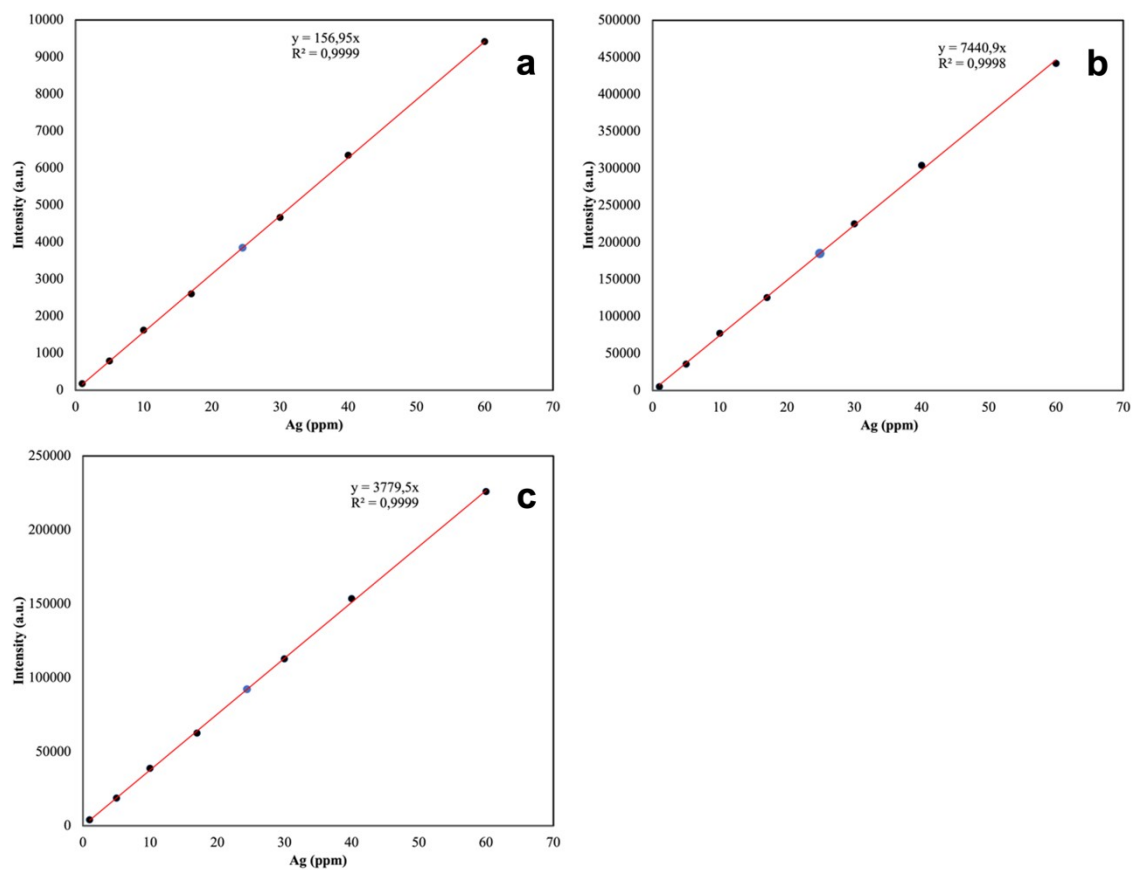 10000
9000
8000
7000
6000
5000
4000
3000
2000
1000
0
Intensity (a.u.)
y = 156,95x
R² = 0,9999
a
0 10 20 30 40 50 60 70
Ag (ppm)
500000
450000
400000
350000
300000
250000
200000
150000
100000
50000
0
Intensity (a.u.)
y = 7440,9x
R² = 0,9998
b
0 10 20 30 40 50 60 70
Ag (ppm)
250000
200000
150000
100000
50000
0
Intensity (a.u.)
y = 3779,5x
R² = 0,9999
c
0 10 20 30 40 50 60 70
Ag (ppm)